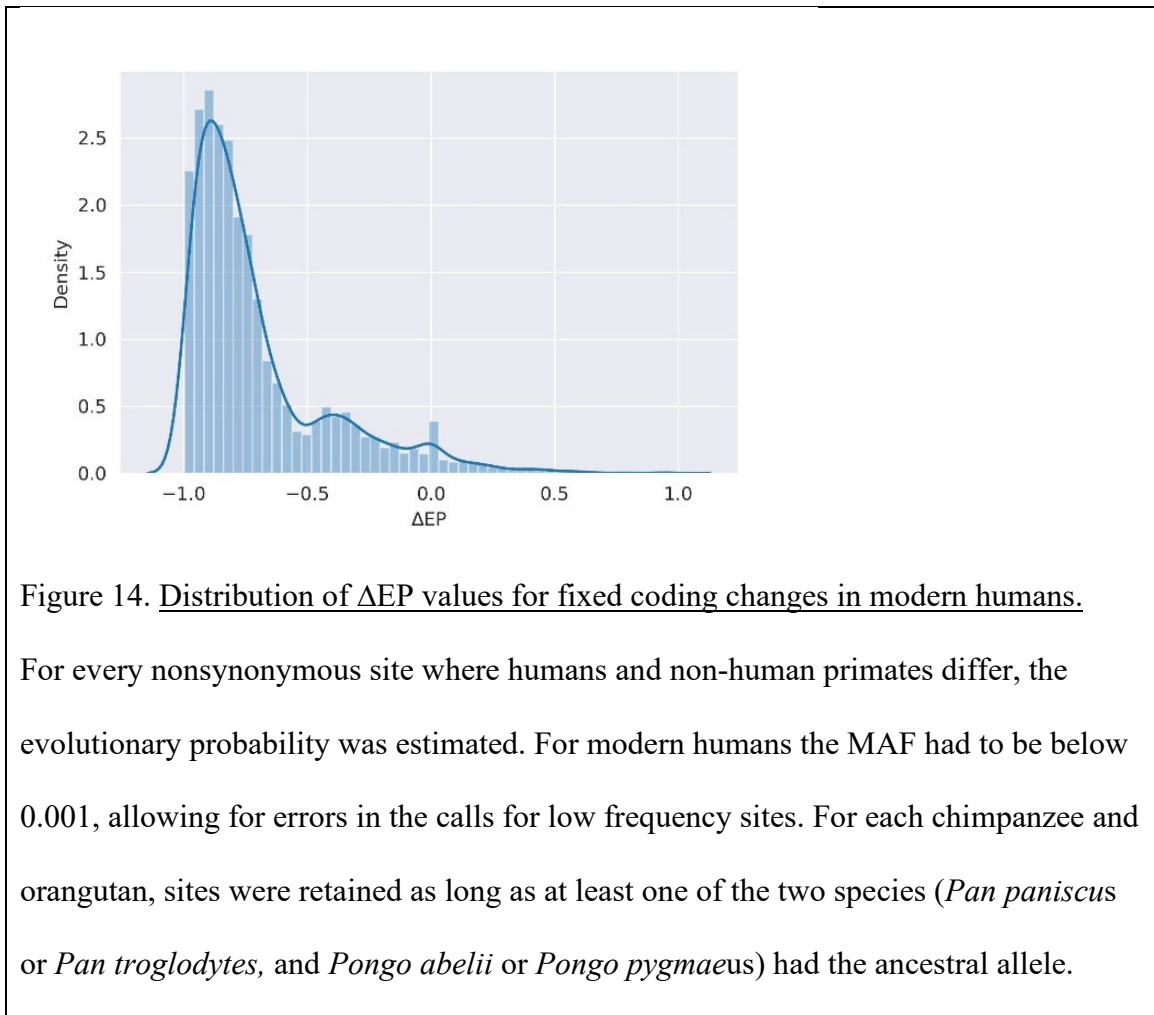 2.5
2.0
1.5
1.0
0.5
0.0
Density
−1.0
−0.5
0.0
0.5
1.0
ΔEP
Figure 14. Distribution of ΔEP values for fixed coding changes in modern humans.
For every nonsynonymous site where humans and non-human primates differ, the
evolutionary probability was estimated. For modern humans the MAF had to be below
0.001, allowing for errors in the calls for low frequency sites. For each chimpanzee and
orangutan, sites were retained as long as at least one of the two species (Pan paniscus
or Pan troglodytes, and Pongo abelii or Pongo pygmaeus) had the ancestral allele.